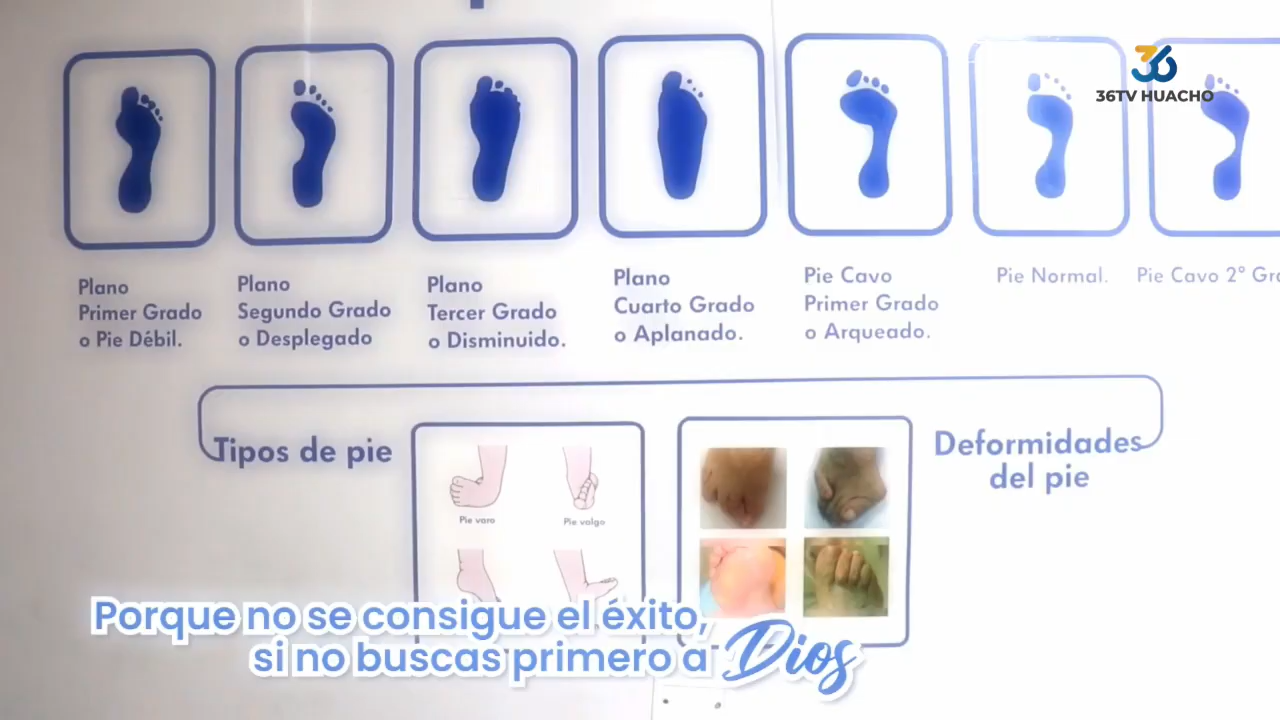 36
36TV HUACHO
Plano
Primer Grado
o Pie Débil.
Plano
Segundo Grado
o Desplegado
Plano
Tercer Grado
o Disminuido.
Plano
Cuarto Grado
o Aplanado.
Pie Cavo
Primer Grado
o Arqueado.
Pie Normal.
Pie Cavo 2°
Tipos de pie
Pie varo
Pie valgo
Deformidades
del pie
Porque no se consigue el éxito,
si no buscas primero a Dios